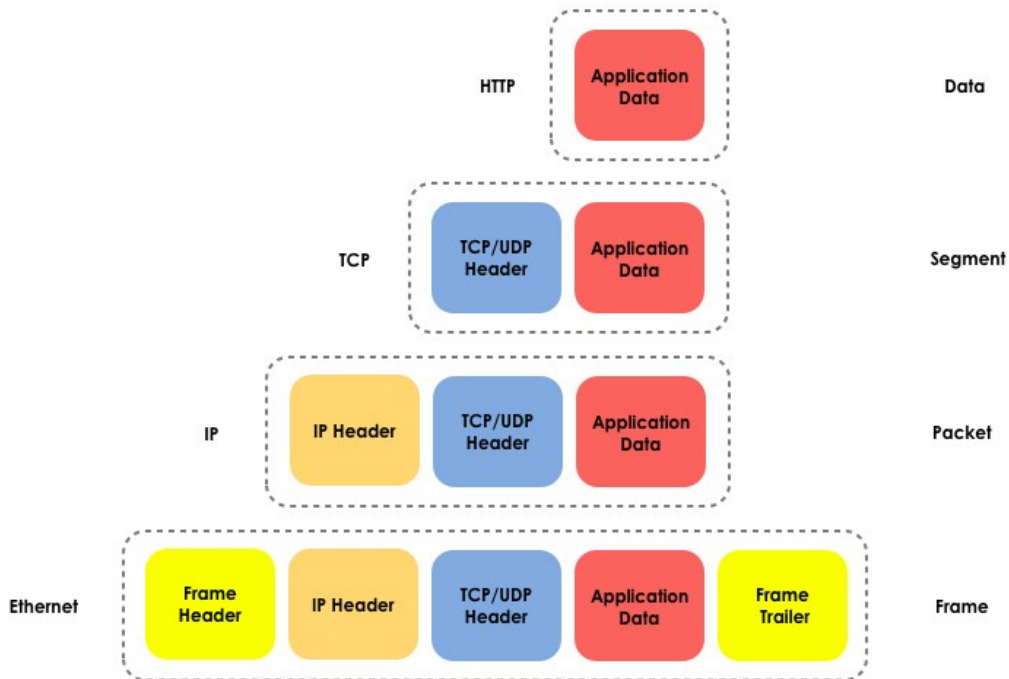 HTTP
Application
Data
Data
TCP
TCP/UDP
Header
Application
Data
Segment
IP
IP Header
TCP/UDP
Header
Application
Data
Packet
Ethernet
Frame
Header
IP Header
TCP/UDP
Header
Application
Data
Frame
Trailer
Frame